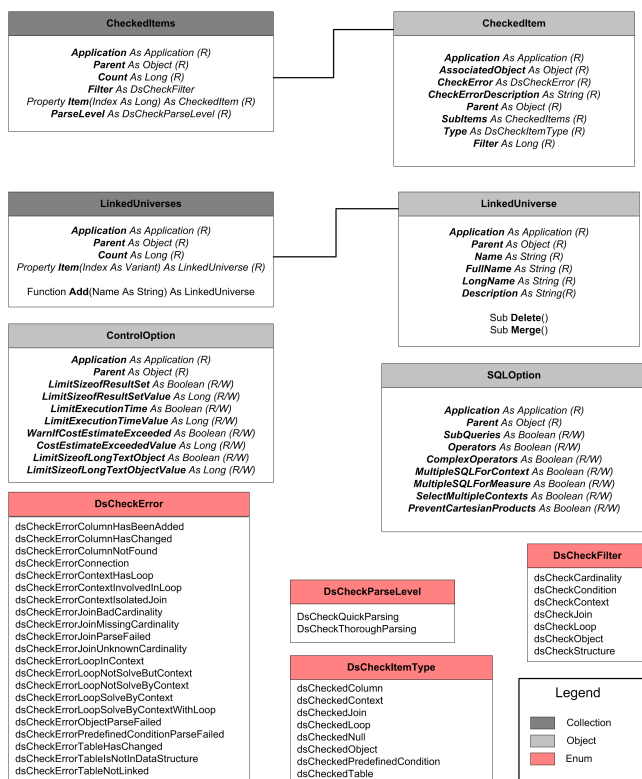 CheckedItems
Application As Application (R)
Parent As Object (R)
Count As Long (R)
Filter As DsCheckFilter
Property Item(Index As Long) As CheckedItem (R)
ParseLevel As DsCheckParseLevel (R)
CheckedItem
Application As Application (R)
AssociatedObject As Object (R)
CheckError As DsCheckError (R)
CheckErrorDescription As String (R)
Parent As Object (R)
SubItems As CheckedItems (R)
Type As DsCheckItemType (R)
Filter As Long (R)
LinkedUniverses
Application As Application (R)
Parent As Object (R)
Count As Long (R)
Property Item(Index As Variant) As LinkedUniverse (R)
Function Add(Name As String) As LinkedUniverse
LinkedUniverse
Application As Application (R)
Parent As Object (R)
Name As String (R)
FullName As String (R)
LongName As String (R)
Description As String(R)
Sub Delete()
Sub Merge()
ControlOption
Application As Application (R)
Parent As Object (R)
LimitSizeofResultSet As Boolean (R/W)
LimitSizeofResultSetValue As Long (R/W)
LimitExecutionTime As Boolean (R/W)
LimitExecutionTimeValue As Long (R/W)
WarnIfCostEstimateExceeded As Boolean (R/W)
CostEstimateExceededValue As Long (R/W)
LimitSizeofLongTextObject As Boolean (R/W)
LimitSizeofLongTextObjectValue As Long (R/W)
SQLOption
Application As Application (R)
Parent As Object (R)
SubQueries As Boolean (R/W)
Operators As Boolean (R/W)
ComplexOperators As Boolean (R/W)
MultipleSQLForContext As Boolean (R/W)
MultipleSQLForMeasure As Boolean (R/W)
SelectMultipleContexts As Boolean (R/W)
PreventCartesianProducts As Boolean (R/W)
DsCheckError
dsCheckErrorColumnHasBeenAdded
dsCheckErrorColumnHasChanged
dsCheckErrorColumnNotFound
dsCheckErrorConnection
dsCheckErrorContextHasLoop
dsCheckErrorContextInvolvedInLoop
dsCheckErrorContextIsolatedJoin
dsCheckErrorJoinBadCardinality
dsCheckErrorJoinMissingCardinality
dsCheckErrorJoinParseFailed
dsCheckErrorJoinUnknownCardinality
dsCheckErrorLoopInContext
dsCheckErrorLoopNotSolveButContext
dsCheckErrorLoopNotSolveByContext
dsCheckErrorLoopSolveByContext
dsCheckErrorLoopSolveByContextWithLoop
dsCheckErrorObjectParseFailed
dsCheckErrorPredefinedConditionParseFailed
dsCheckErrorTableHasChanged
dsCheckErrorTableIsNotInDataStructure
dsCheckErrorTableNotLinked
DsCheckParseLevel
DsCheckQuickParsing
DsCheckThoroughParsing
DsCheckItemType
dsCheckedColumn
dsCheckedContext
dsCheckedJoin
dsCheckedLoop
dsCheckedNull
dsCheckedObject
dsCheckedPredefinedCondition
dsCheckedTable
DsCheckFilter
dsCheckCardinality
dsCheckCondition
dsCheckContext
dsCheckJoin
dsCheckLoop
dsCheckObject
dsCheckStructure
Legend
Collection
Object
Enum